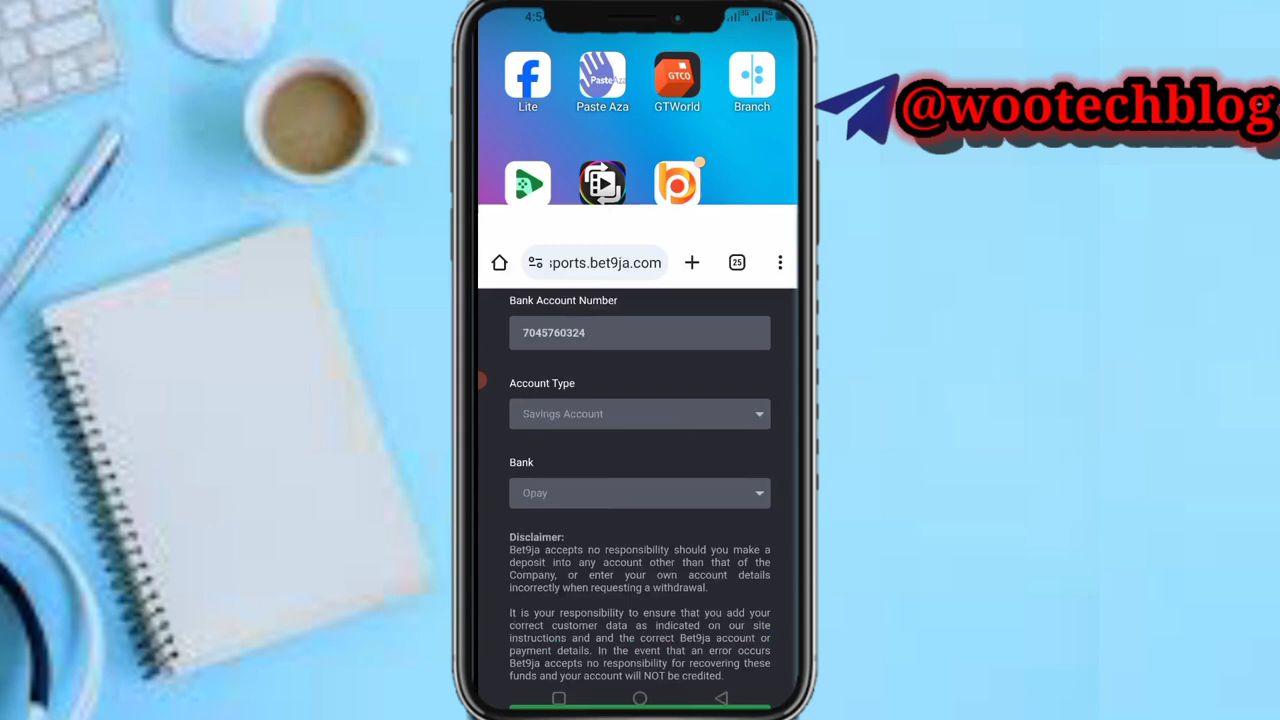 4:54
@wootechblog
Paste Aza
GTCO
Lite
Paste Aza
GTWorld
Branch
sports.bet9ja.com
25
Bank Account Number
7045760324
Account Type
Savings Account
Bank
Opay
Disclaimer:
Bet9ja accepts no responsibility should you make a
deposit into any account other than that of the
Company, or enter your own account details
incorrectly when requesting a withdrawal.
It is your responsibility to ensure that you add your
correct customer data as indicated on our site
instructions and and the correct Bet9ja account or
payment details. In the event that an error occurs
Bet9ja accepts no responsibility for recovering these
funds and your account will NOT be credited.